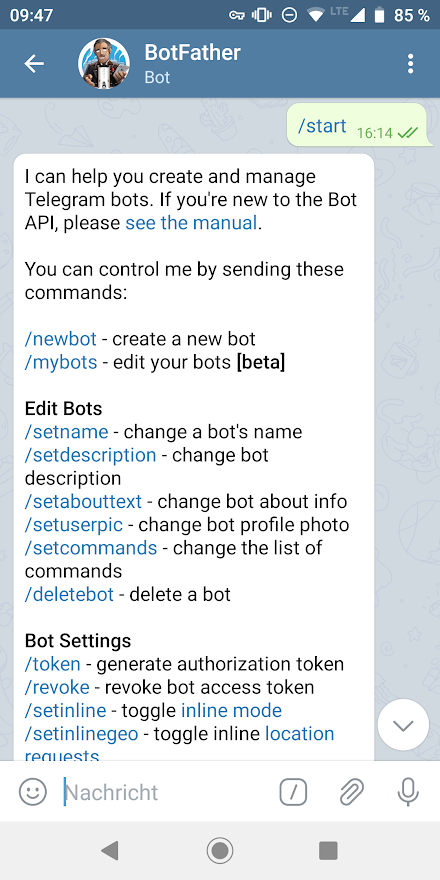 09:47
LTE
85 %
BotFather
Bot
/start
16:14
I can help you create and manage
Telegram bots. If you're new to the Bot
API, please see the manual.
You can control me by sending these
commands:
/newbot - create a new bot
/mybots - edit your bots [beta]
Edit Bots
/setname - change a bot's name
/setdescription - change bot
description
/setabouttext - change bot about info
/setuserpic - change bot profile photo
/setcommands - change the list of
commands
/deletebot - delete a bot
Bot Settings
/token - generate authorization token
/revoke - revoke bot access token
/setinline - toggle inline mode
/setinlinegeo - toggle inline location
requests
Nachricht